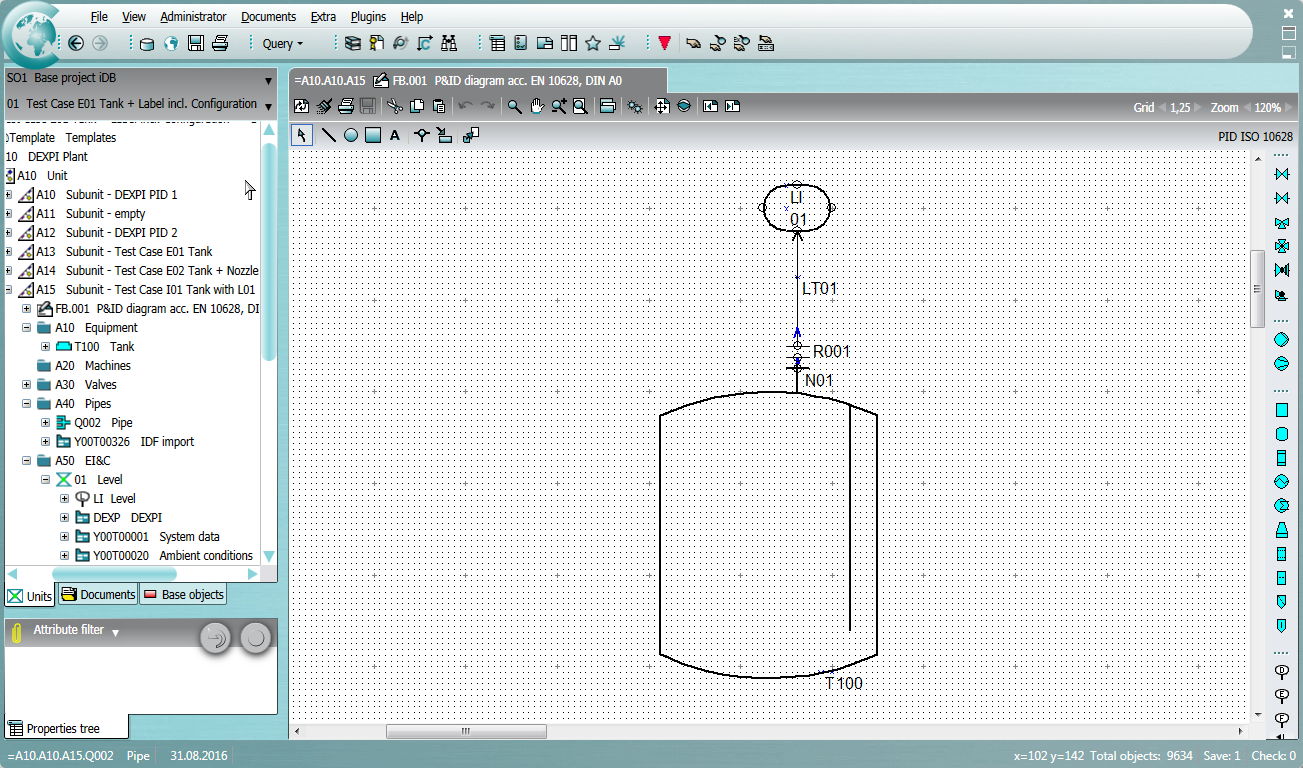 File View Administrator Documents Extra Plugins Help
Query
SO1 Base project iDB
01 Test Case E01 Tank + Label incl. Configuration
Template Templates
10 DEXPI Plant
A10 Unit
A10 Subunit - DEXPI PID 1
A11 Subunit - empty
A12 Subunit - DEXPI PID 2
A13 Subunit - Test Case E01 Tank
A14 Subunit - Test Case E02 Tank + Nozzle
A15 Subunit - Test Case I01 Tank with L01
FB.001 P&ID diagram acc. EN 10628, DI
A10 Equipment
T100 Tank
A20 Machines
A30 Valves
A40 Pipes
Q002 Pipe
Y00T00326 IDF import
A50 EI&C
01 Level
LI Level
DEXP DEXPI
Y00T00001 System data
Y00T00020 Ambient conditions
Units Documents Base objects
Attribute filter
Properties tree
=A10.A10.A15 FB.001 P&ID diagram acc. EN 10628, DIN A0
Grid 1,25 Zoom 120%
A
PID ISO 10628
LI
01
LT01
R001
N01
T100
D
E
F
=A10.A10.A15.Q002 Pipe 31.08.2016
x=102 y=142 Total objects: 9634 Save: 1 Check: 0